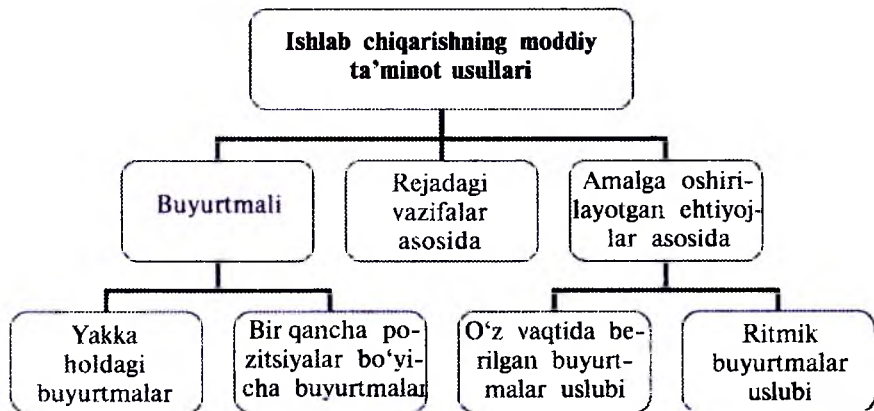 Ishlab chiqarishning moddiy
ta’minot usullari
Buyurtmali
Rejadagi
vazifalar
asosida
Amalga oshiri-
layotgan ehtiyoj-
lar asosida
Yakka
holdagi
buyurtmalar
Bir qancha po-
zitsiyalar bo‘yi-
cha buyurtmalar
O‘z vaqtida be-
rilgan buyurt-
malar uslubi
Ritmik
buyurtmalar
uslubi